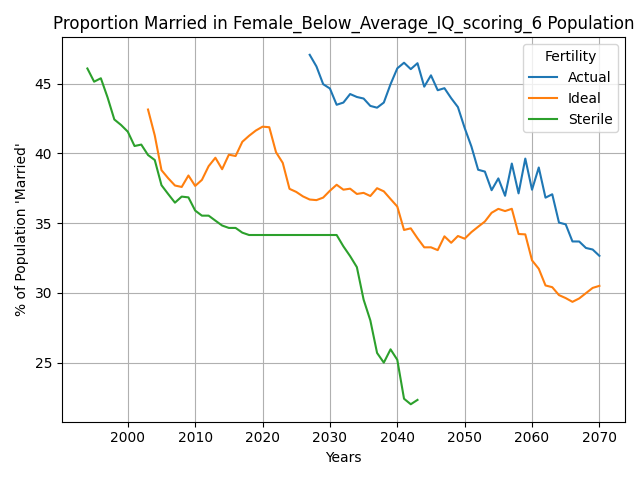 Proportion Married in Female_Below_Average_IQ_scoring_6 Population
Fertility
Actual
Ideal
Sterile
% of Population 'Married'
45
40
35
30
25
2000 2010 2020 2030 2040 2050 2060 2070
Years